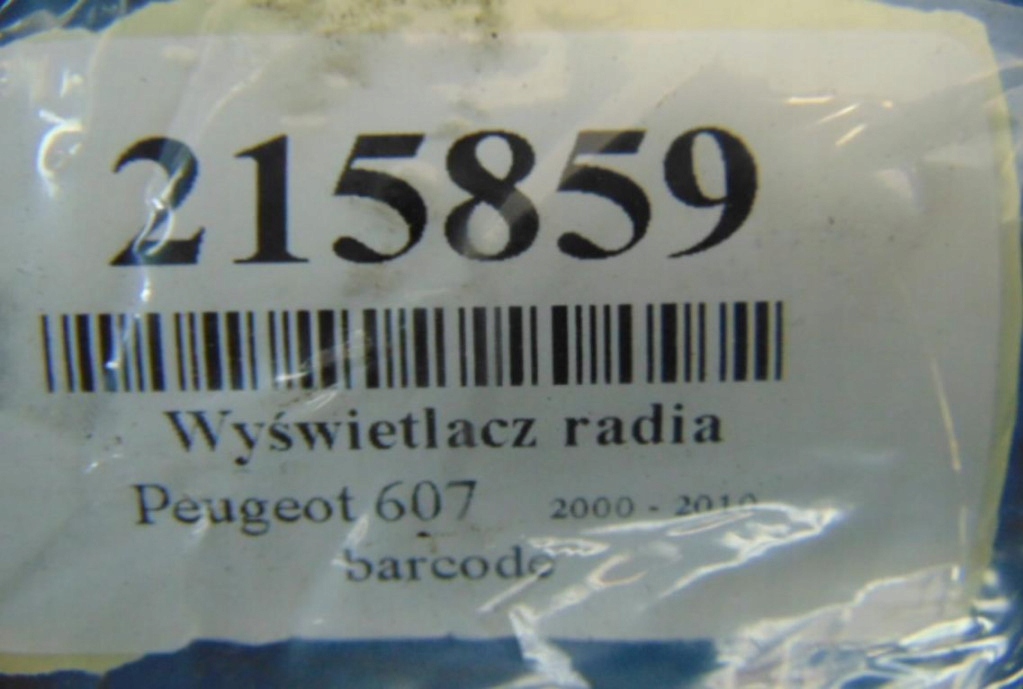 215859
Wyświetlacz radia
Peugeot 607 2000 - 2010
barcode